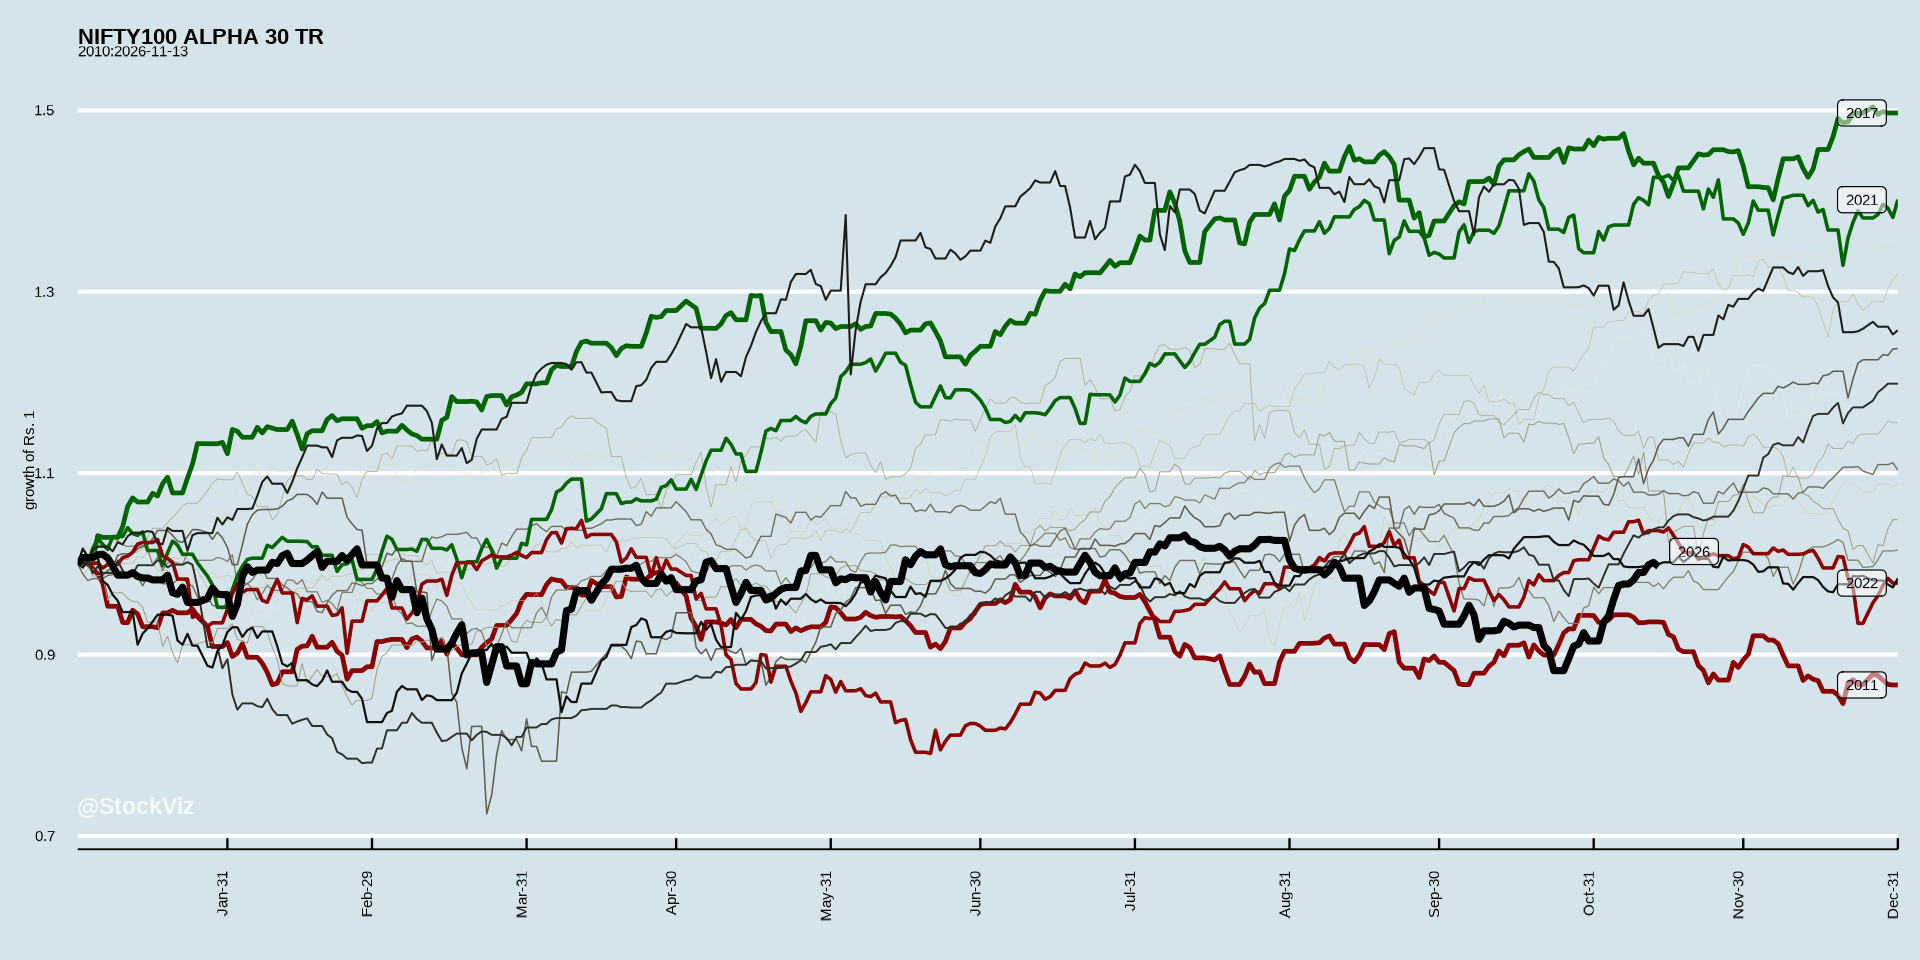 NIFTY100 ALPHA 30 TR
2010:2026-11-13
growth of Rs. 1
1.5
1.3
1.1
0.9
0.7
2017
2021
2026
2022
2011
@StockViz
Jan-31
Feb-29
Mar-31
Apr-30
May-31
Jun-30
Jul-31
Aug-31
Sep-30
Oct-31
Nov-30
Dec-31